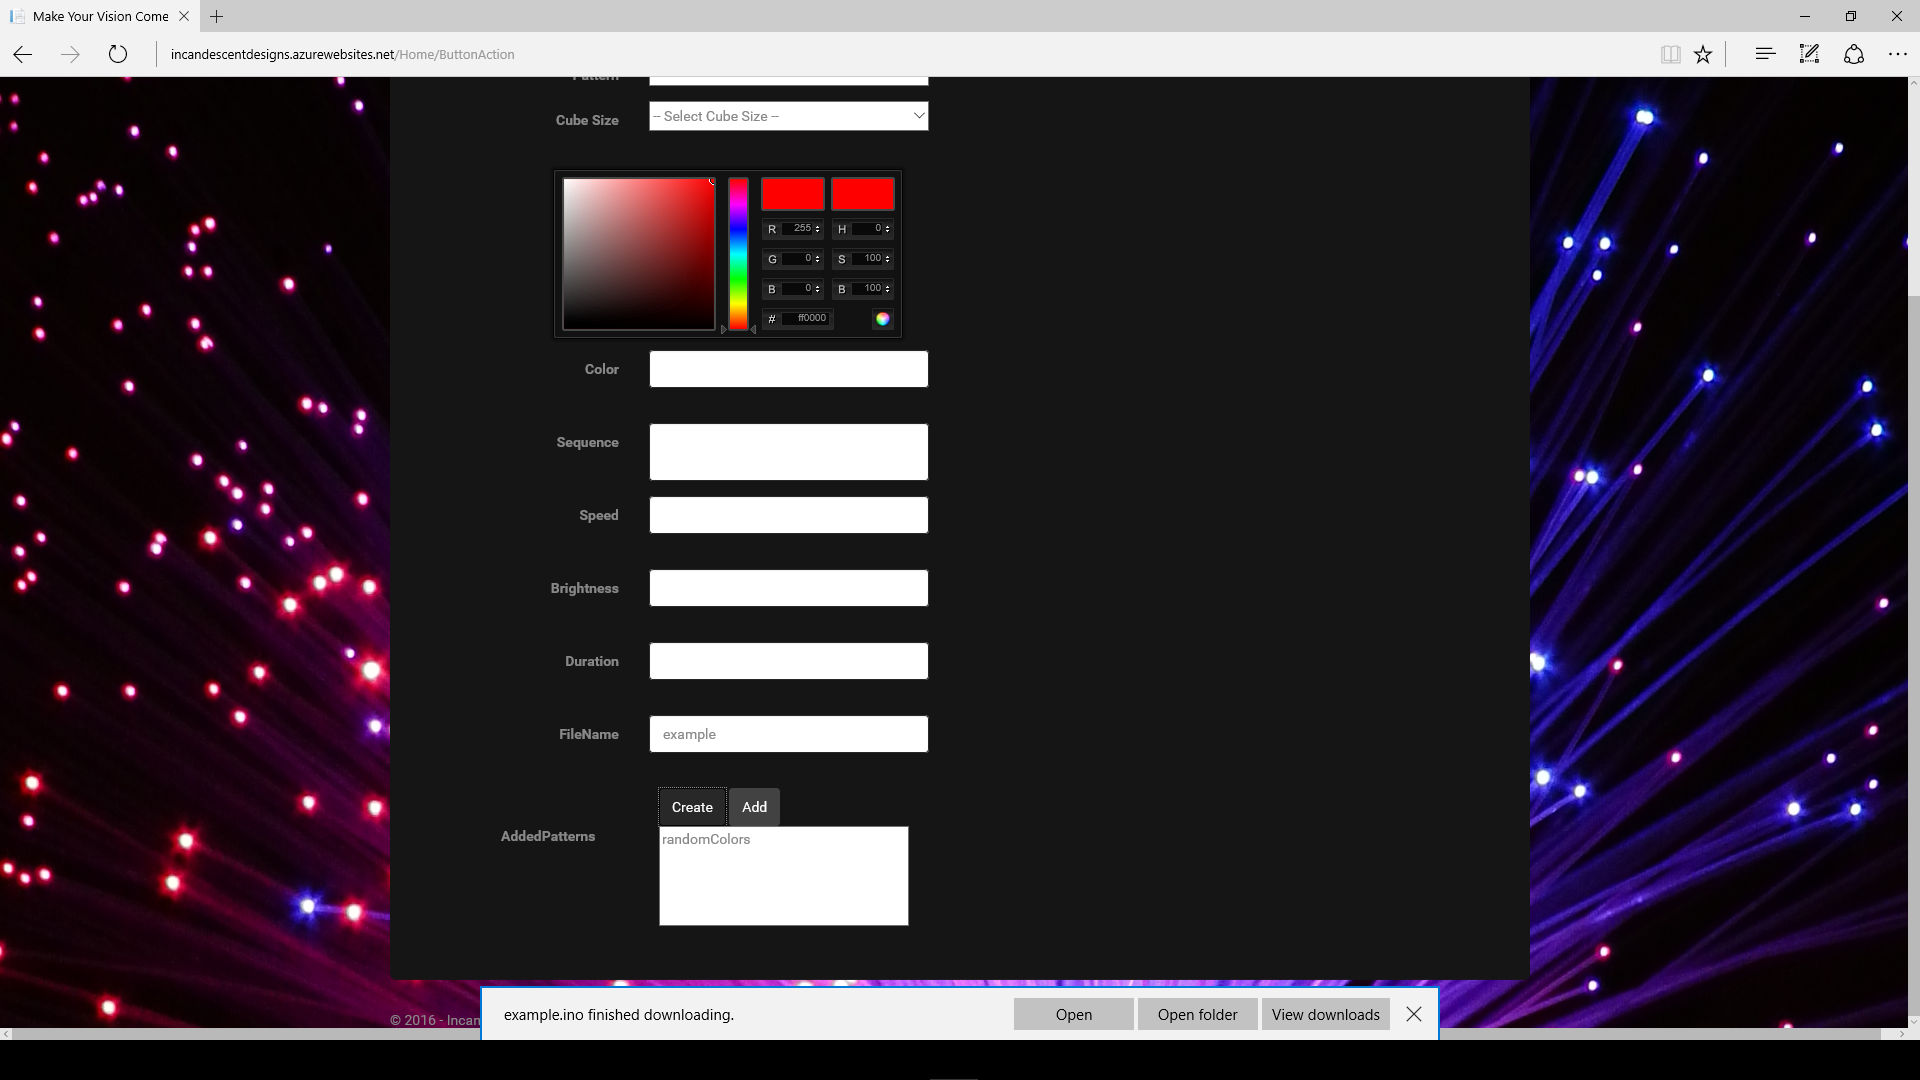 Make Your Vision Come
incandescentdesigns.azurewebsites.net/Home/ButtonAction
Pattern
Cube Size
-- Select Cube Size --
R 255 H 0
G 0 S 100
B 0 B 100
# ff0000
Color
Sequence
Speed
Brightness
Duration
FileName
example
Create Add
AddedPatterns
randomColors
© 2016 - Incan
example.ino finished downloading.
Open Open folder View downloads